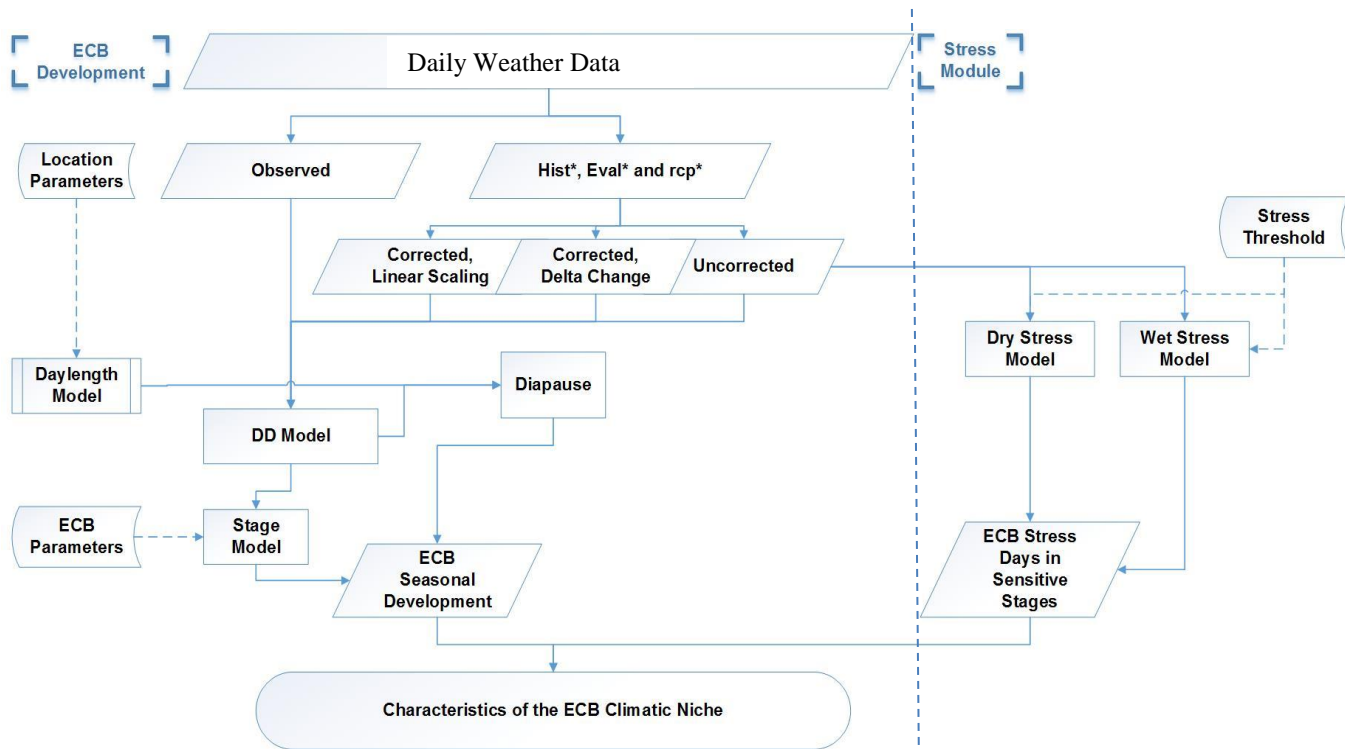 ECB
Development
Daily Weather Data
Stress
Module
Location
Parameters
Observed
Hist*, Eval* and rcp*
Stress
Threshold
Corrected,
Linear Scaling
Corrected,
Delta Change
Uncorrected
Dry Stress
Model
Wet Stress
Model
Daylength
Model
Diapause
DD Model
ECB
Parameters
Stage
Model
ECB
Seasonal
Development
ECB Stress
Days in
Sensitive
Stages
Characteristics of the ECB Climatic Niche